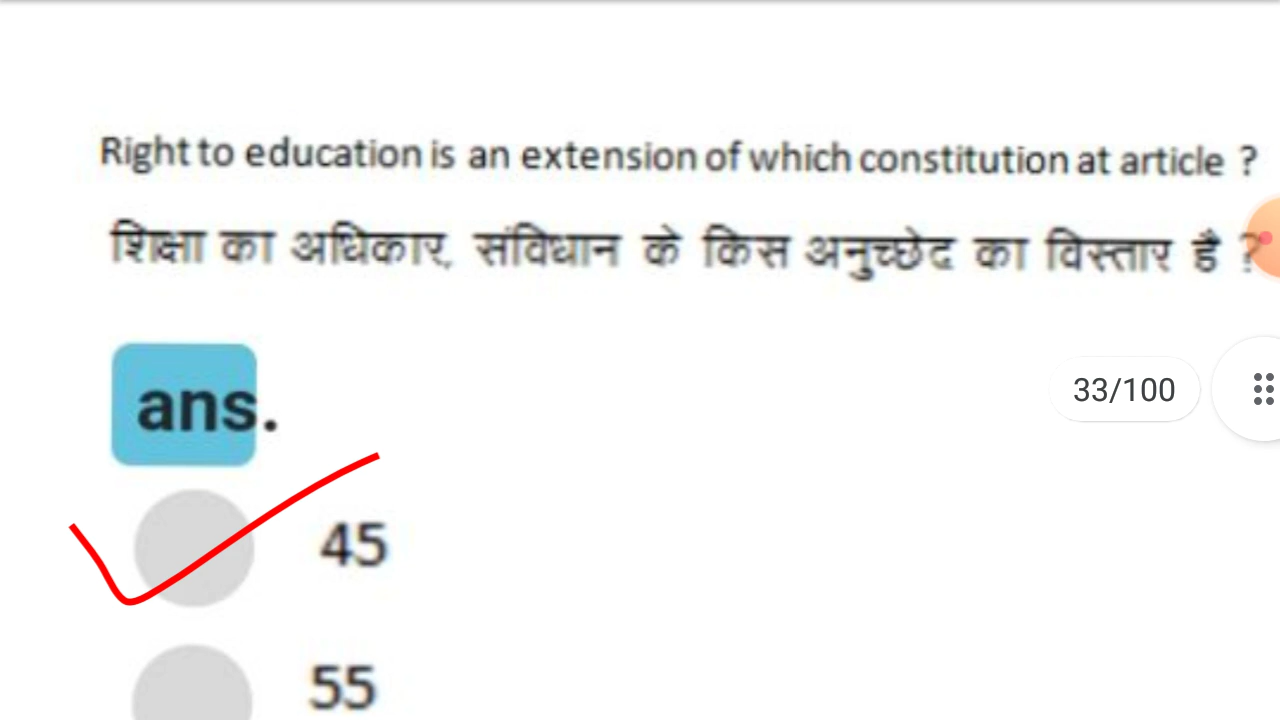 Right to education is an extension of which constitution at article ?
शिक्षा का अधिकार, संविधान के किस अनुच्छेद का विस्तार है ?
ans.
33/100
45
55